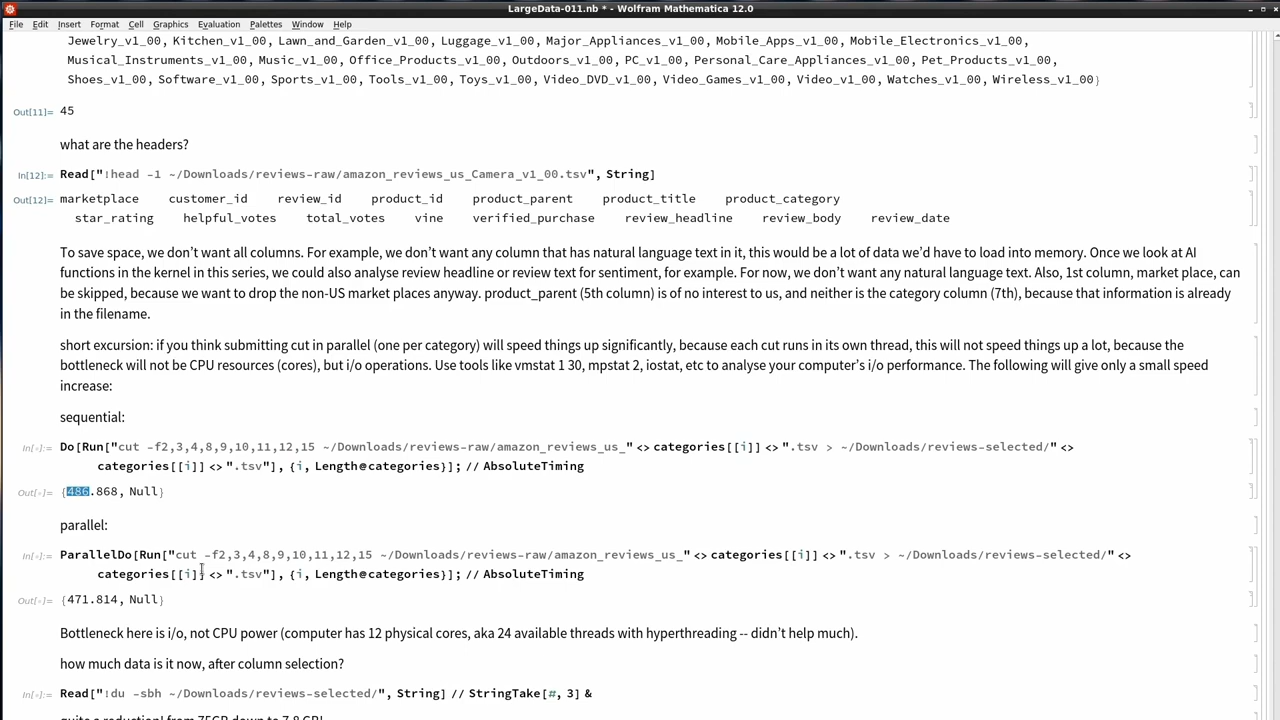 LargeData-011.nb * - Wolfram Mathematica 12.0
File Edit Insert Format Cell Graphics Evaluation Palettes Window Help
Jewelry_v1_00, Kitchen_v1_00, Lawn_and_Garden_v1_00, Luggage_v1_00, Major_Appliances_v1_00, Mobile_Apps_v1_00, Mobile_Electronics_v1_00,
Musical_Instruments_v1_00, Music_v1_00, Office_Products_v1_00, Outdoors_v1_00, PC_v1_00, Personal_Care_Appliances_v1_00, Pet_Products_v1_00,
Shoes_v1_00, Software_v1_00, Sports_v1_00, Tools_v1_00, Toys_v1_00, Video_DVD_v1_00, Video_Games_v1_00, Video_v1_00, Watches_v1_00, Wireless_v1_00}
Out[11]= 45
what are the headers?
In[12]:= Read["!head -1 ~/Downloads/reviews-raw/amazon_reviews_us_Camera_v1_00.tsv", String]
Out[12]= marketplace customer_id review_id product_id product_parent product_title product_category
star_rating helpful_votes total_votes vine verified_purchase review_headline review_body review_date
To save space, we don't want all columns. For example, we don't want any column that has natural language text in it, this would be a lot of data we'd have to load into memory. Once we look at AI
functions in the kernel in this series, we could also analyse review headline or review text for sentiment, for example. For now, we don't want any natural language text. Also, 1st column, market place, can
be skipped, because we want to drop the non-US market places anyway. product_parent (5th column) is of no interest to us, and neither is the category column (7th), because that information is already
in the filename.
short excursion: if you think submitting cut in parallel (one per category) will speed things up significantly, because each cut runs in its own thread, this will not speed things up a lot, because the
bottleneck will not be CPU resources (cores), but i/o operations. Use tools like vmstat 1 30, mpstat 2, iostat, etc to analyse your computer's i/o performance. The following will give only a small speed
increase:
sequential:
In[◦]:= Do[Run["cut -f2,3,4,8,9,10,11,12,15 ~/Downloads/reviews-raw/amazon_reviews_us_" <> categories[[i]] <> ".tsv > ~/Downloads/reviews-selected/" <>
categories[[i]] <> ".tsv"], {i, Length@categories}]; // AbsoluteTiming
Out[◦]= {486.868, Null}
parallel:
In[◦]:= ParallelDo[Run["cut -f2,3,4,8,9,10,11,12,15 ~/Downloads/reviews-raw/amazon_reviews_us_" <> categories[[i]] <> ".tsv > ~/Downloads/reviews-selected/" <>
categories[[i]] <> ".tsv"], {i, Length@categories}]; // AbsoluteTiming
Out[◦]= {471.814, Null}
Bottleneck here is i/o, not CPU power (computer has 12 physical cores, aka 24 available threads with hyperthreading -- didn't help much).
how much data is it now, after column selection?
In[◦]:= Read["!du -sbh ~/Downloads/reviews-selected/", String] // StringTake[#, 3] &
quite a reduction! from 75GB down to 7.8 GB!